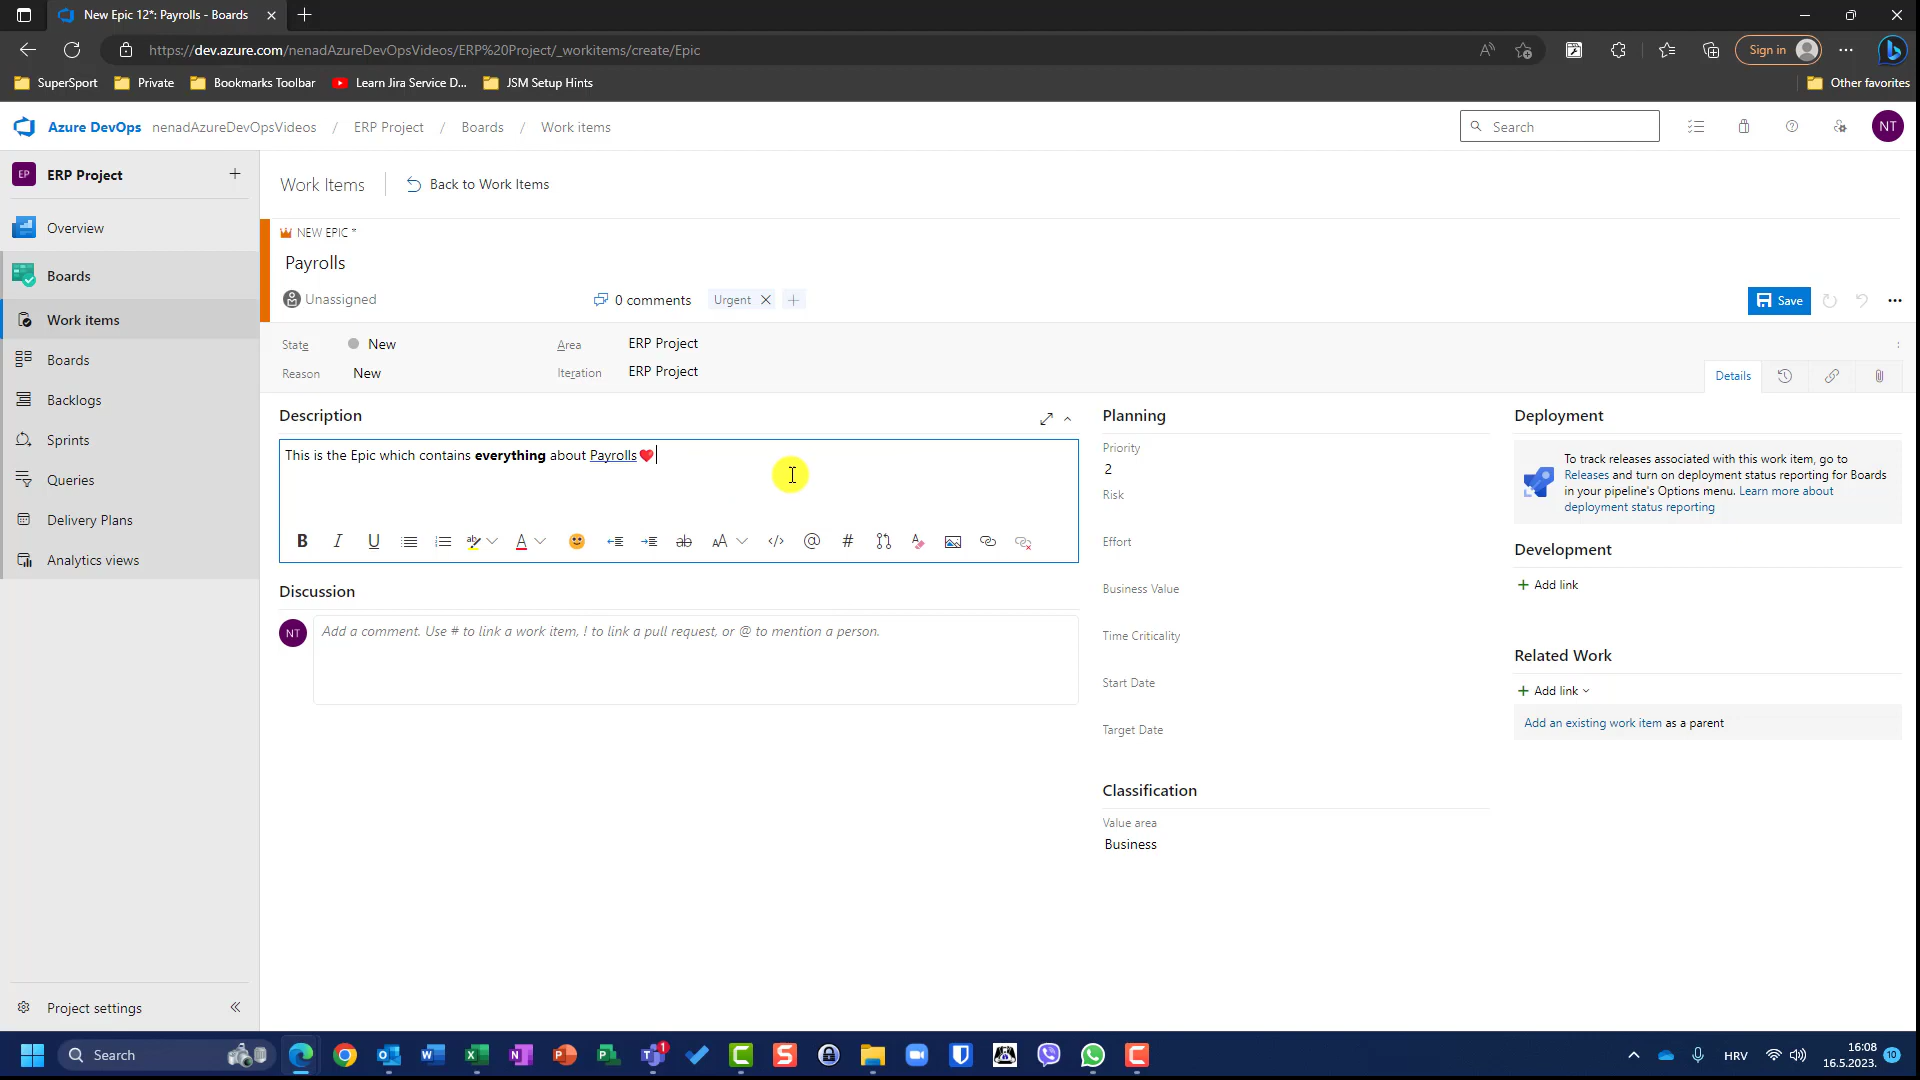 New Epic 12*: Payrolls - Boards
https://dev.azure.com/nenadAzureDevOpsVideos/ERP%20Project/_workitems/create/Epic
Sign in
SuperSport
Private
Bookmarks Toolbar
Learn Jira Service D...
JSM Setup Hints
Other favorites
Azure DevOps nenadAzureDevOpsVideos / ERP Project / Boards / Work items
Search
NT
EP ERP Project
Overview
Boards
Work items
Boards
Backlogs
Sprints
Queries
Delivery Plans
Analytics views
Project settings
Work Items
Back to Work Items
NEW EPIC *
Payrolls
Unassigned
0 comments
Urgent
Save
State New
Area ERP Project
Reason New
Iteration ERP Project
Details
Description
This is the Epic which contains everything about Payrolls❤️
Discussion
NT
Add a comment. Use # to link a work item, ! to link a pull request, or @ to mention a person.
Planning
Priority
2
Risk
Effort
Business Value
Time Criticality
Start Date
Target Date
Classification
Value area
Business
Deployment
To track releases associated with this work item, go to
Releases and turn on deployment status reporting for Boards
in your pipeline's Options menu. Learn more about
deployment status reporting
Development
+ Add link
Related Work
+ Add link
Add an existing work item as a parent
Search
1
HRV
16:08
16.5.2023.
10